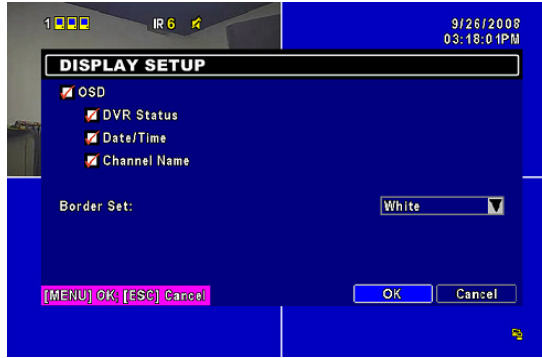 1 IR 6 9/26/2008
03:18:01PM
DISPLAY SETUP
OSD
DVR Status
Date/Time
Channel Name
Border Set: White
[MENU] OK; [ESC] Cancel OK Cancel